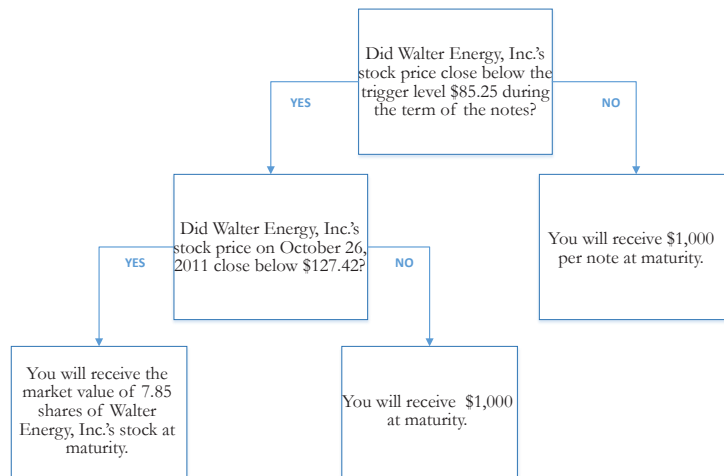 Did Walter Energy, Inc.'s
stock price close below the
trigger level $85.25 during
the term of the notes?
YES
NO
Did Walter Energy, Inc.'s
stock price on October 26,
2011 close below $127.42?
You will receive $1,000
per note at maturity.
YES
NO
You will receive the
market value of 7.85
shares of Walter
Energy, Inc.'s stock at
maturity.
You will receive $1,000
at maturity.